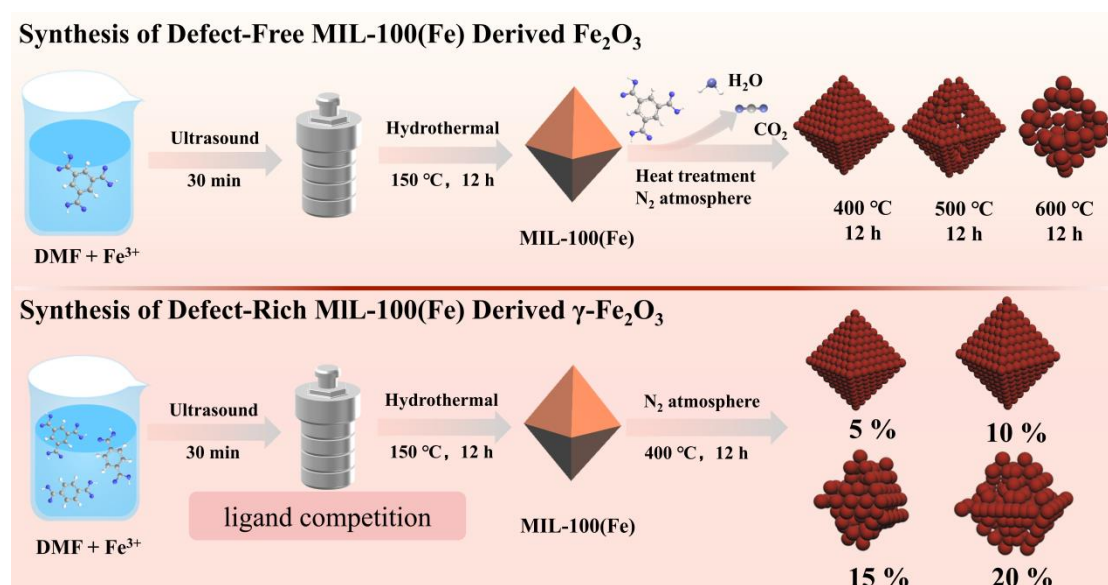 Synthesis of Defect-Free MIL-100(Fe) Derived Fe₂O₃
Ultrasound
30 min
Hydrothermal
150 ℃, 12 h
H₂O
CO₂
Heat treatment
N₂ atmosphere
400 ℃
12 h
500 ℃
12 h
600 ℃
12 h
MIL-100(Fe)
DMF + Fe³⁺
Synthesis of Defect-Rich MlL-100(Fe) Derived γ-Fe₂O₃
Ultrasound
30 min
Hydrothermal
150 ℃, 12 h
N₂ atmosphere
400 ℃, 12 h
5 %
10 %
ligand competition
MIL-100(Fe)
DMF + Fe³⁺
15 %
20 %